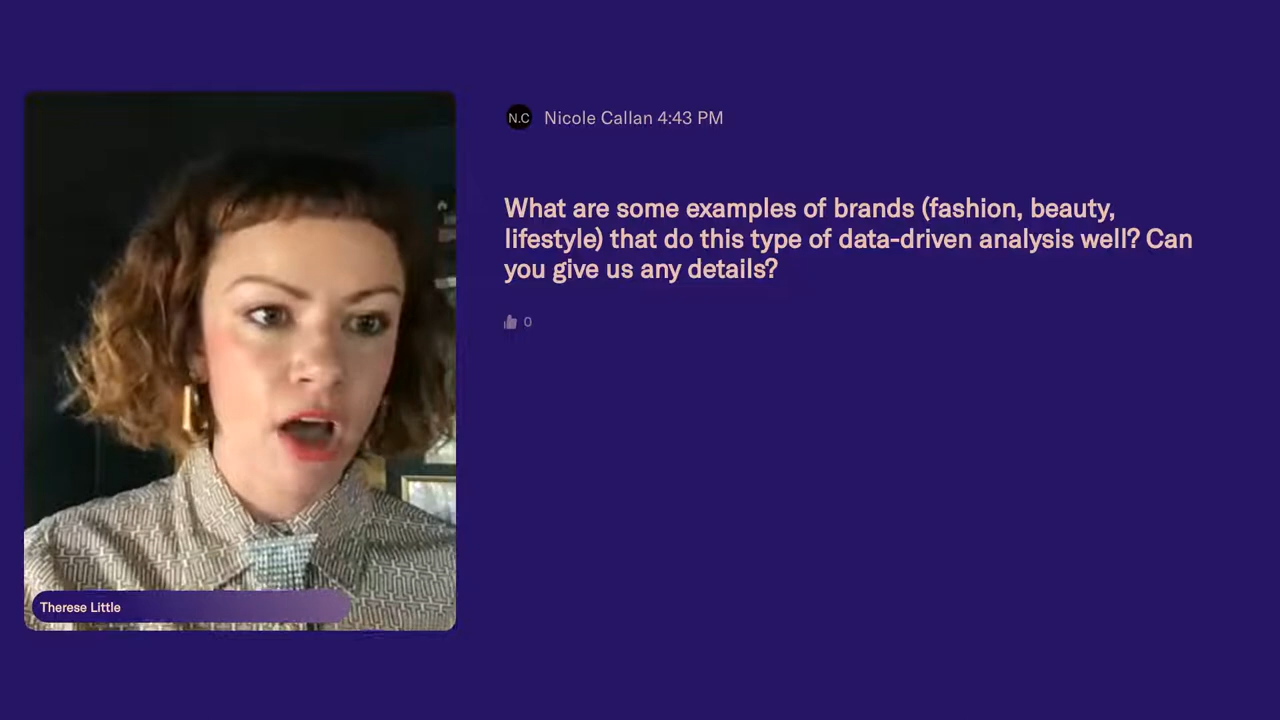 N.C
Nicole Callan 4:43 PM
What are some examples of brands (fashion, beauty,
lifestyle) that do this type of data-driven analysis well? Can
you give us any details?
0
Therese Little